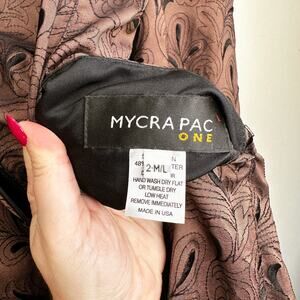 MYCRA PAC
ONE
2-M/L
HAND WASH DRY FLAT
OR TUMBLE DRY
LOW HEAT
REMOVE IMMEDIATELY
MADE IN USA